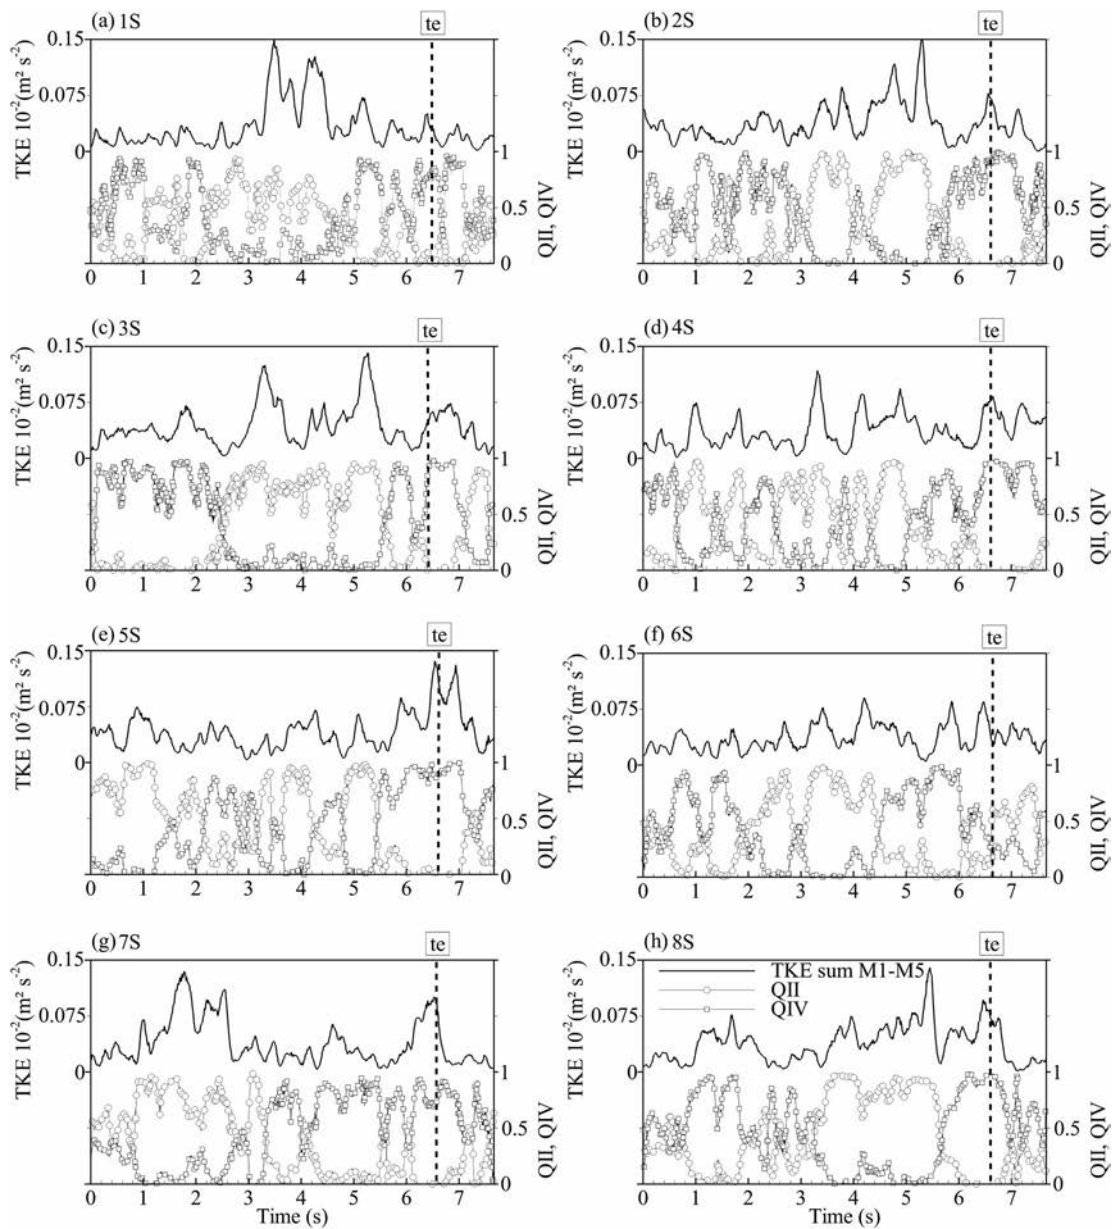 (a) 1S
te
(b) 2S
te
TKE 10⁻²(m² s⁻²)
0.15
0.075
0
1
0.5
0
QII, QIV
0 1 2 3 4 5 6 7
TKE 10⁻²(m² s⁻²)
0.15
0.075
0
1
0.5
0
QII, QIV
0 1 2 3 4 5 6 7
(c) 3S
te
(d) 4S
te
TKE 10⁻²(m² s⁻²)
0.15
0.075
0
1
0.5
0
QII, QIV
0 1 2 3 4 5 6 7
TKE 10⁻²(m² s⁻²)
0.15
0.075
0
1
0.5
0
QII, QIV
0 1 2 3 4 5 6 7
(e) 5S
te
(f) 6S
te
TKE 10⁻²(m² s⁻²)
0.15
0.075
0
1
0.5
0
QII, QIV
0 1 2 3 4 5 6 7
TKE 10⁻²(m² s⁻²)
0.15
0.075
0
1
0.5
0
QII, QIV
0 1 2 3 4 5 6 7
(g) 7S
te
(h) 8S
te
TKE 10⁻²(m² s⁻²)
0.15
0.075
0
1
0.5
0
QII, QIV
0 1 2 3 4 5 6 7
Time (s)
TKE 10⁻²(m² s⁻²)
0.15
0.075
0
TKE sum M1-M5
QII
QIV
1
0.5
0
QII, QIV
0 1 2 3 4 5 6 7
Time (s)